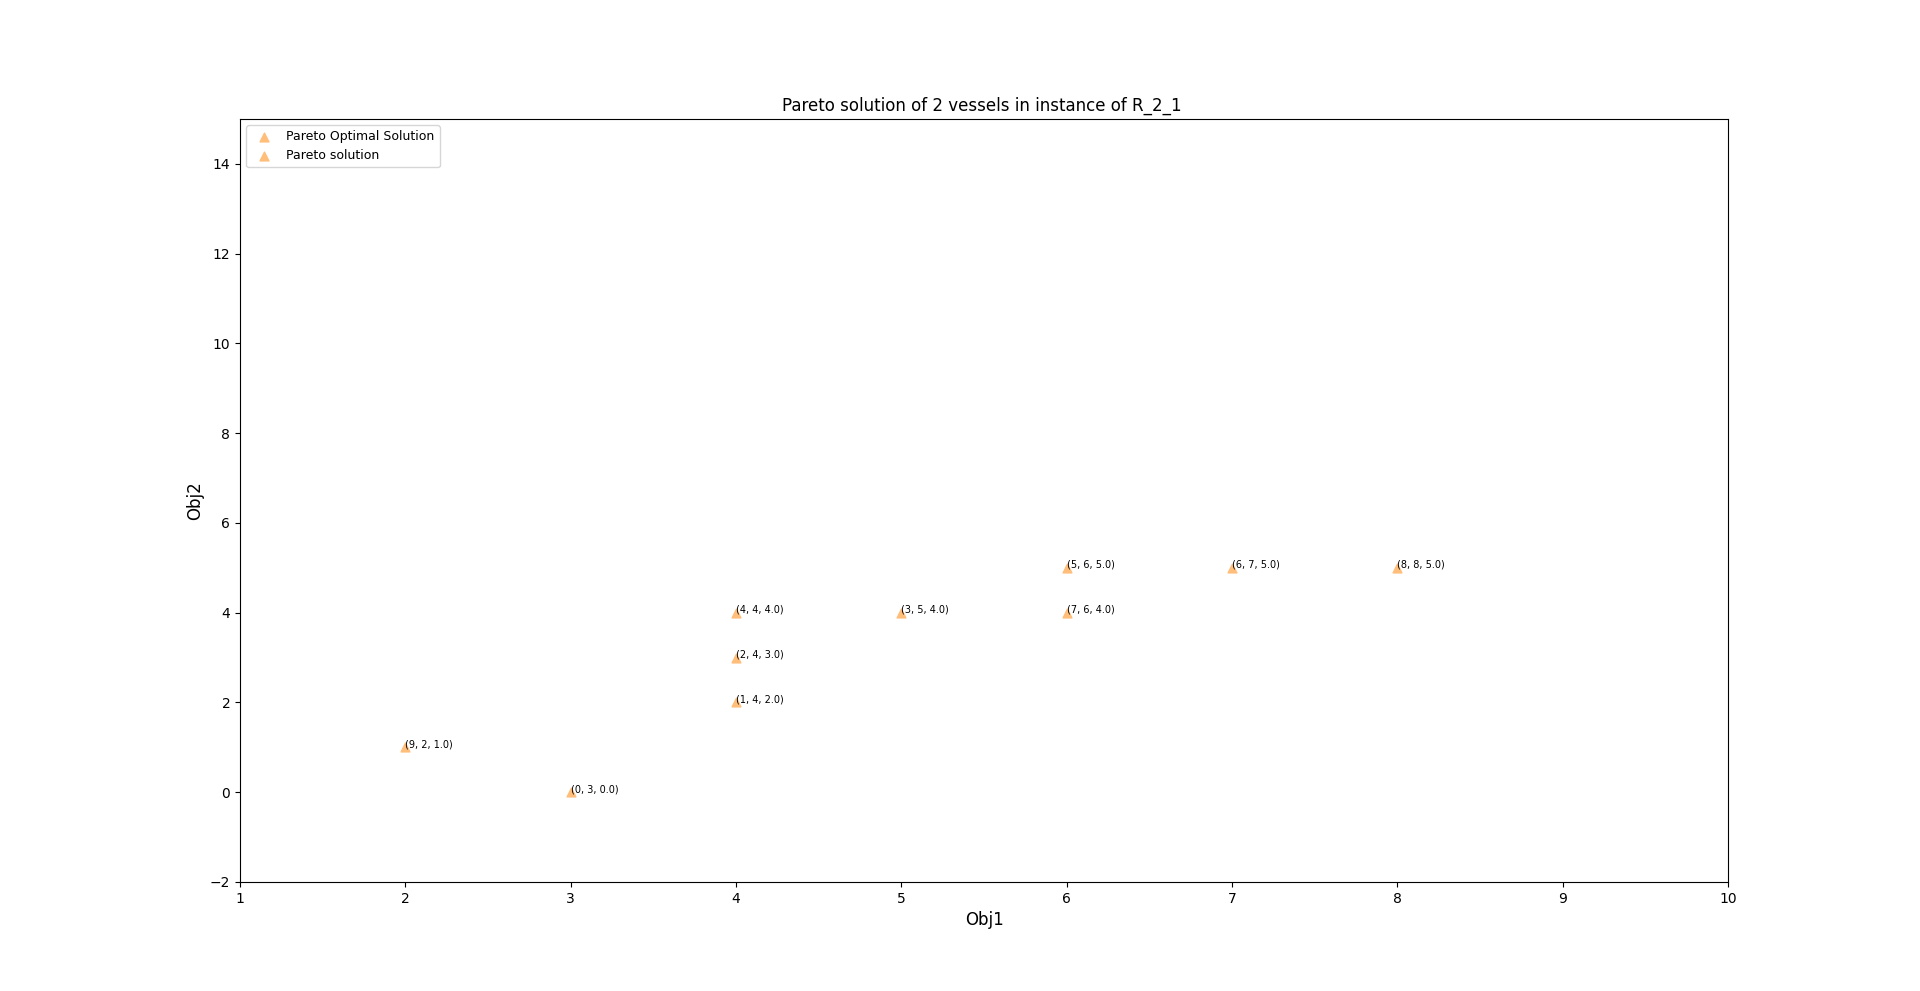 Pareto solution of 2 vessels in instance of R_2_1
Pareto Optimal Solution
Pareto solution
14
12
10
8
6
4
2
0
−2
Obj2
(5, 6, 5.0)
(6, 7, 5.0)
(8, 8, 5.0)
(4, 4, 4.0)
(3, 5, 4.0)
(7, 6, 4.0)
(2, 4, 3.0)
(1, 4, 2.0)
(9, 2, 1.0)
(0, 3, 0.0)
1 2 3 4 5 6 7 8 9 10
Obj1